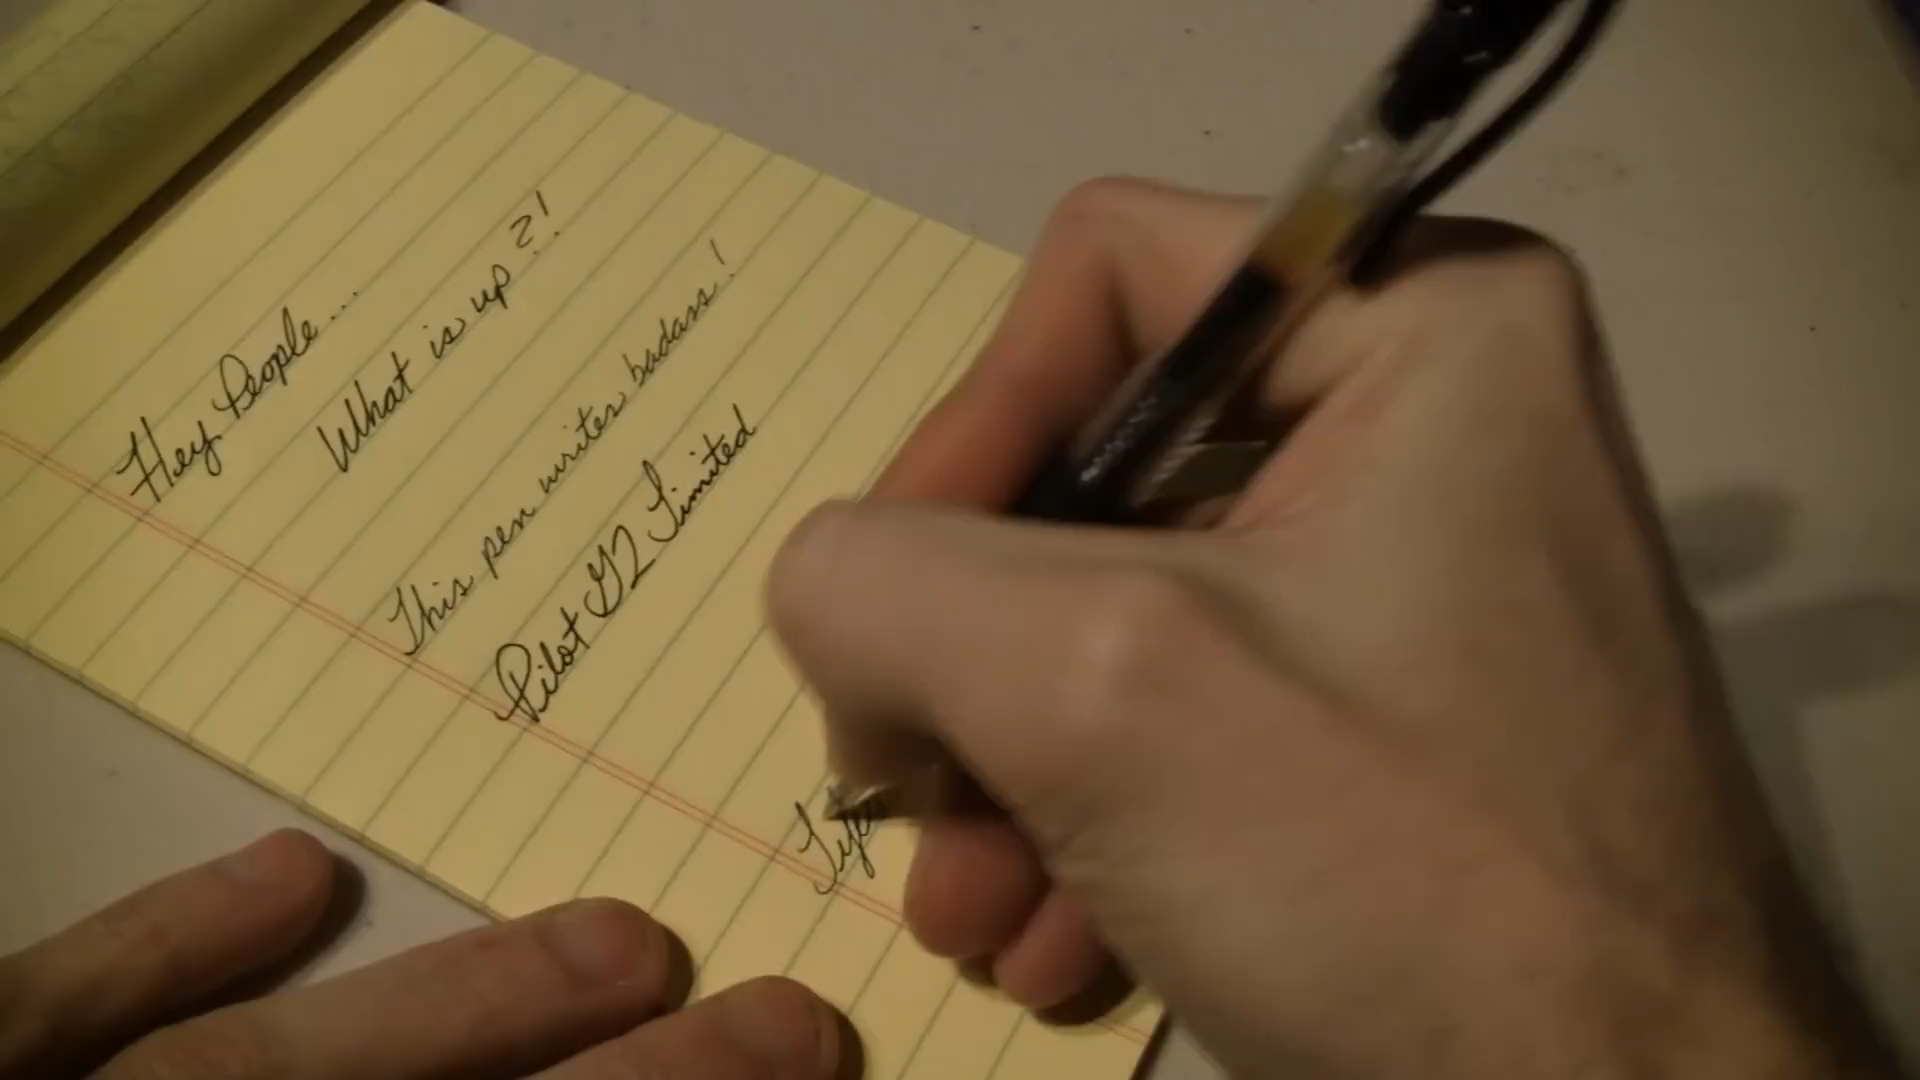 Hey People...
What is up?!
This pen writes badass!
Pilot G2 Limited